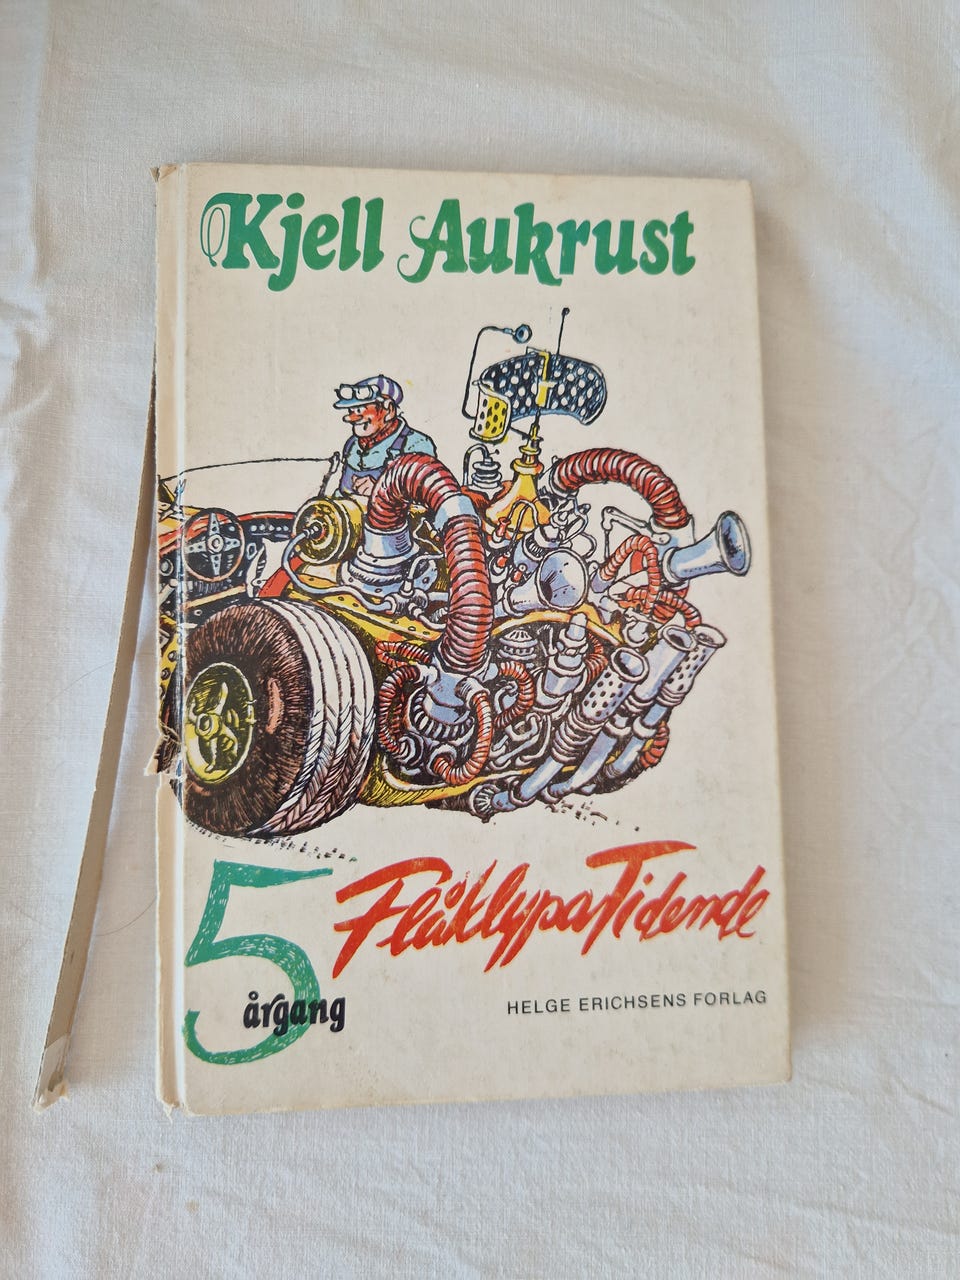 Kjell Aukrust
5
Flåklypa Tidende
årgang
HELGE ERICHSENS FORLAG